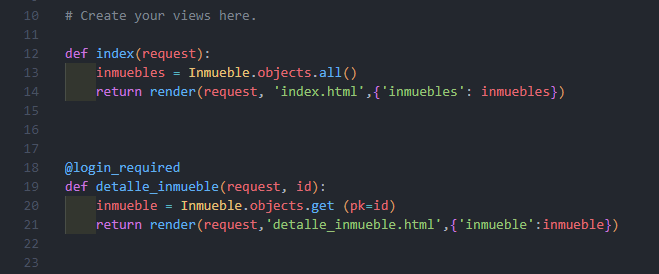 10 # Create your views here.
11
12 def index(request):
13     inmuebles = Inmueble.objects.all()
14     return render(request, 'index.html',{'inmuebles': inmuebles})
15
16
17
18 @login_required
19 def detalle_inmueble(request, id):
20     inmueble = Inmueble.objects.get (pk=id)
21     return render(request,'detalle_inmueble.html',{'inmueble':inmueble})
22
23